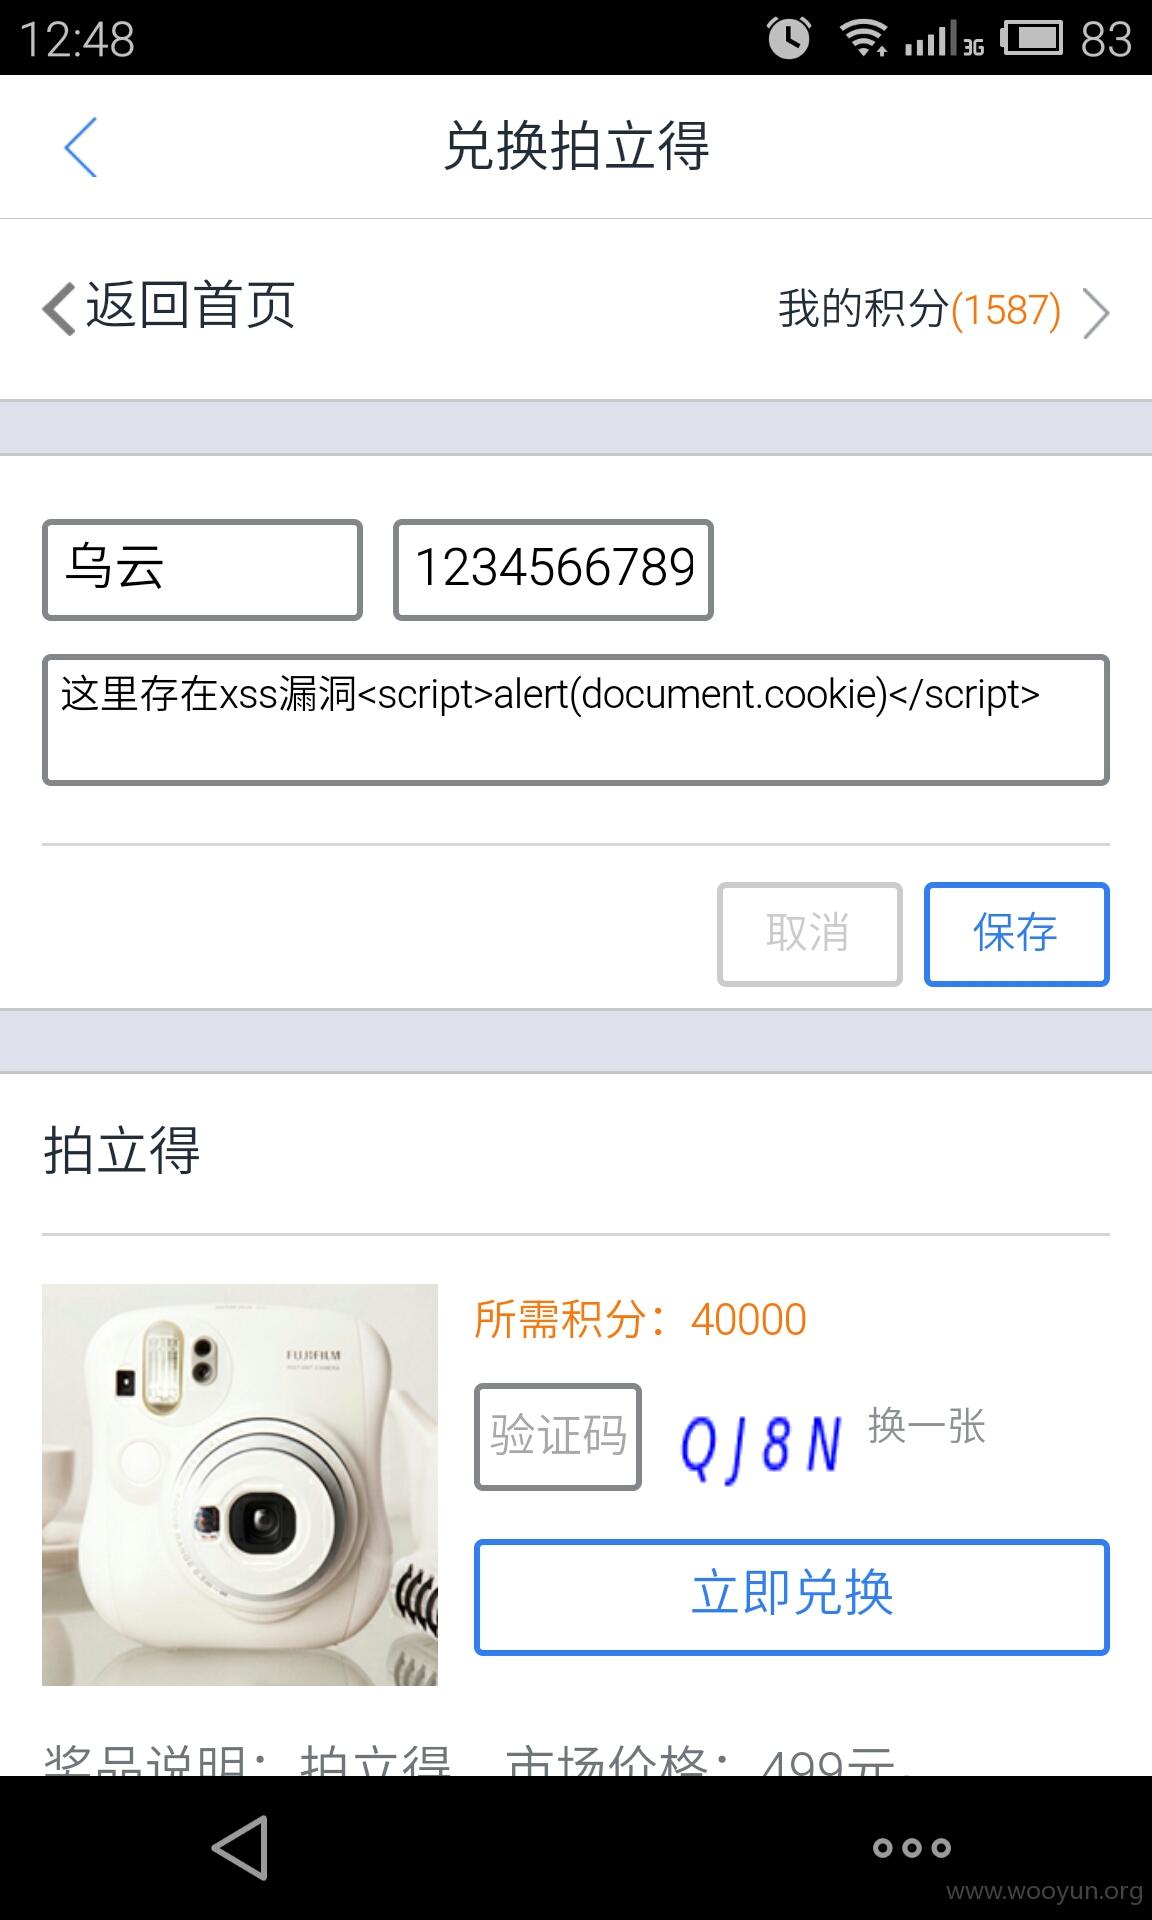 12:48
3G 83
兑换拍立得
返回首页
我的积分(1587)
乌云
1234566789
这里存在xss漏洞<script>alert(document.cookie)</script>
取消
保存
拍立得
FUJIFILM
所需积分：40000
验证码
QJ8N
换一张
立即兑换
奖品说明：拍立得 市场价格：499元。
www.wooyun.org